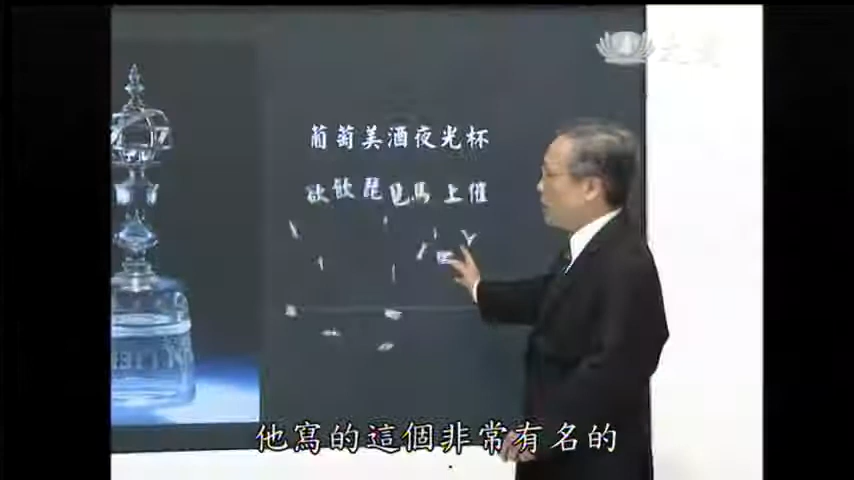 葡萄美酒夜光杯
欲飲琵琶馬上催
他寫的這個非常有名的